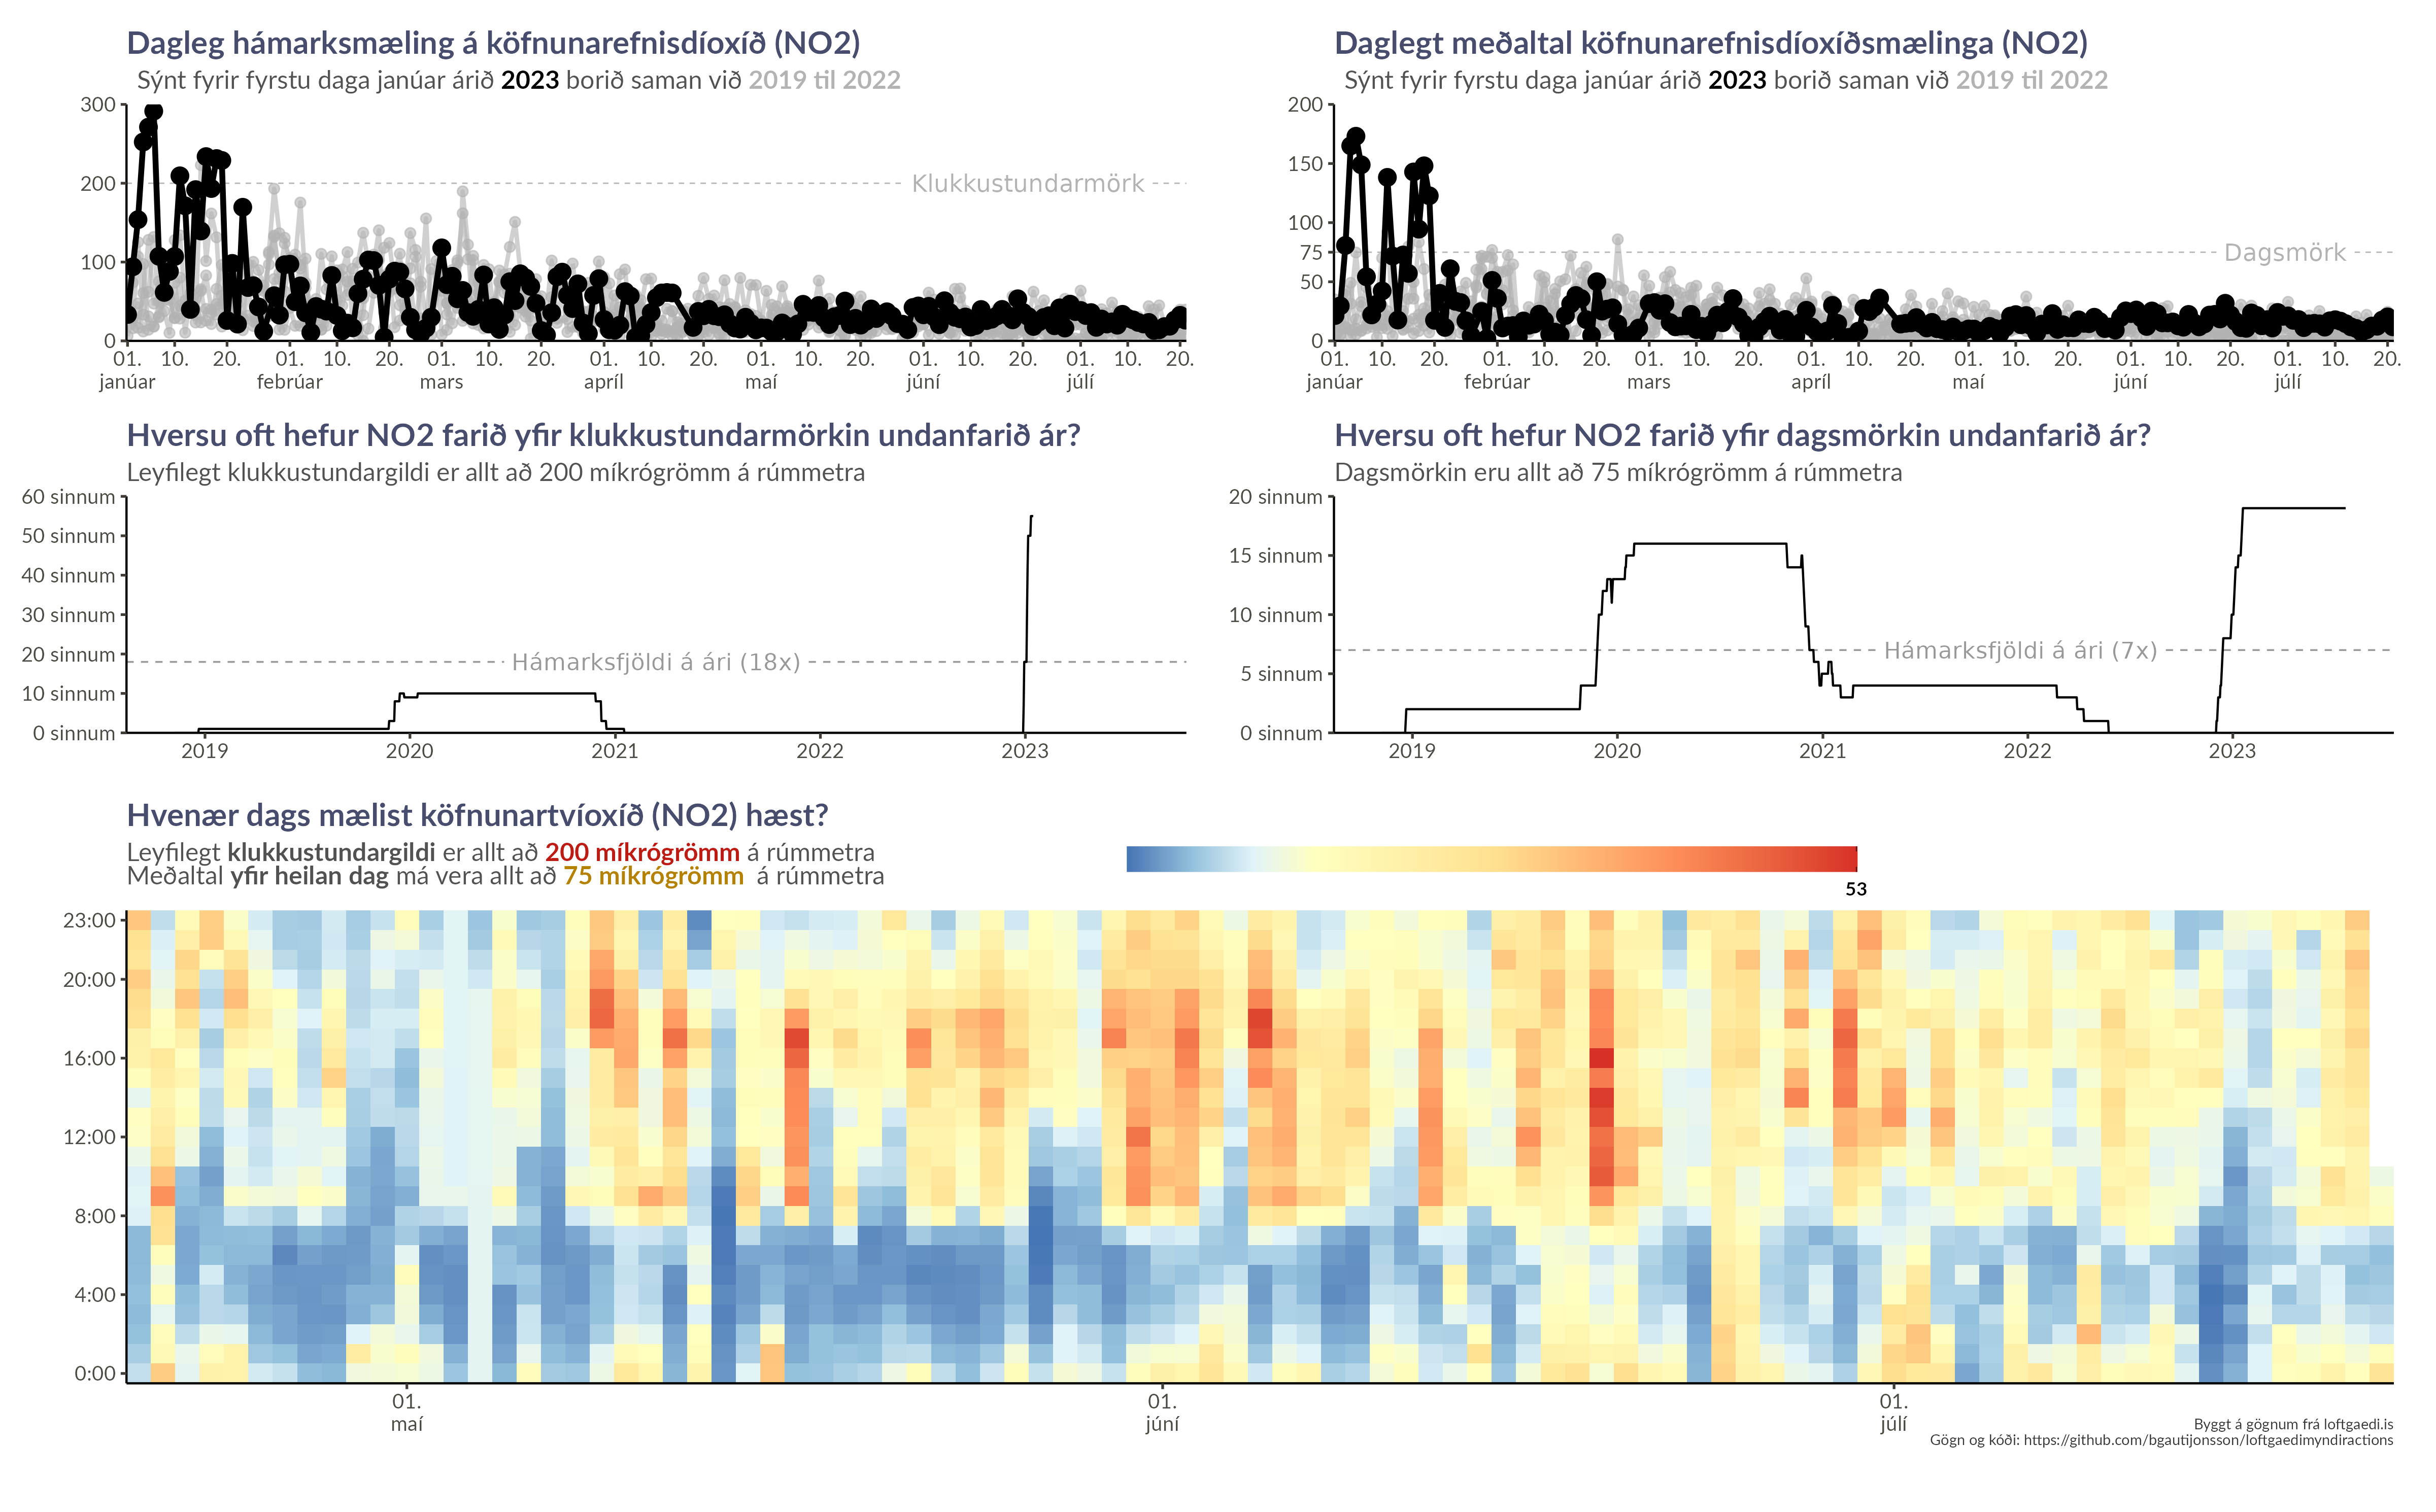 Dagleg hámarksmæling á köfnunarefnisdíoxíð (NO2)
Sýnt fyrir fyrstu daga janúar árið 2023 borið saman við 2019 til 2022
300
200
100
0
Klukkustundarmörk
01. 10. 20. 01. 10. 20. 01. 10. 20. 01. 10. 20. 01. 10. 20. 01. 10. 20. 01. 10. 20.
janúar febrúar mars apríl maí júní júlí
Daglegt meðaltal köfnunarefnisdíoxíðsmælinga (NO2)
Sýnt fyrir fyrstu daga janúar árið 2023 borið saman við 2019 til 2022
200
150
100
75
50
0
Dagsmörk
01. 10. 20. 01. 10. 20. 01. 10. 20. 01. 10. 20. 01. 10. 20. 01. 10. 20. 01. 10. 20.
janúar febrúar mars apríl maí júní júlí
Hversu oft hefur NO2 farið yfir klukkustundarmörkin undanfarið ár?
Leyfilegt klukkustundargildi er allt að 200 míkrógrömm á rúmmetra
60 sinnum
50 sinnum
40 sinnum
30 sinnum
20 sinnum
10 sinnum
0 sinnum
Hámarksfjöldi á ári (18x)
2019 2020 2021 2022 2023
Hversu oft hefur NO2 farið yfir dagsmörkin undanfarið ár?
Dagsmörkin eru allt að 75 míkrógrömm á rúmmetra
20 sinnum
15 sinnum
10 sinnum
5 sinnum
0 sinnum
Hámarksfjöldi á ári (7x)
2019 2020 2021 2022 2023
Hvenær dags mælist köfnunartvíoxíð (NO2) hæst?
Leyfilegt klukkustundargildi er allt að 200 míkrógrömm á rúmmetra
Meðaltal yfir heilan dag má vera allt að 75 míkrógrömm á rúmmetra
53
23:00
20:00
16:00
12:00
8:00
4:00
0:00
01. 01. 01.
maí júní júlí
Byggt á gögnum frá loftgaedi.is
Gögn og kóði: https://github.com/bgautijonsson/loftgaedimyndiractions